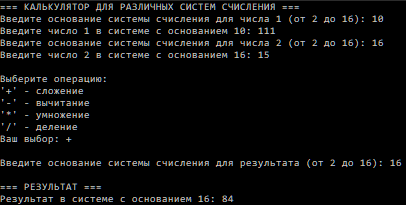 === КАЛЬКУЛЯТОР ДЛЯ РАЗЛИЧНЫХ СИСТЕМ СЧИСЛЕНИЯ ===
Введите основание системы счисления для числа 1 (от 2 до 16): 10
Введите число 1 в системе с основанием 10: 111
Введите основание системы счисления для числа 2 (от 2 до 16): 16
Введите число 2 в системе с основанием 16: 15
Выберите операцию:
'+' - сложение
'-' - вычитание
'*' - умножение
'/' - деление
Ваш выбор: +
Введите основание системы счисления для результата (от 2 до 16): 16
=== РЕЗУЛЬТАТ ===
Результат в системе с основанием 16: 84